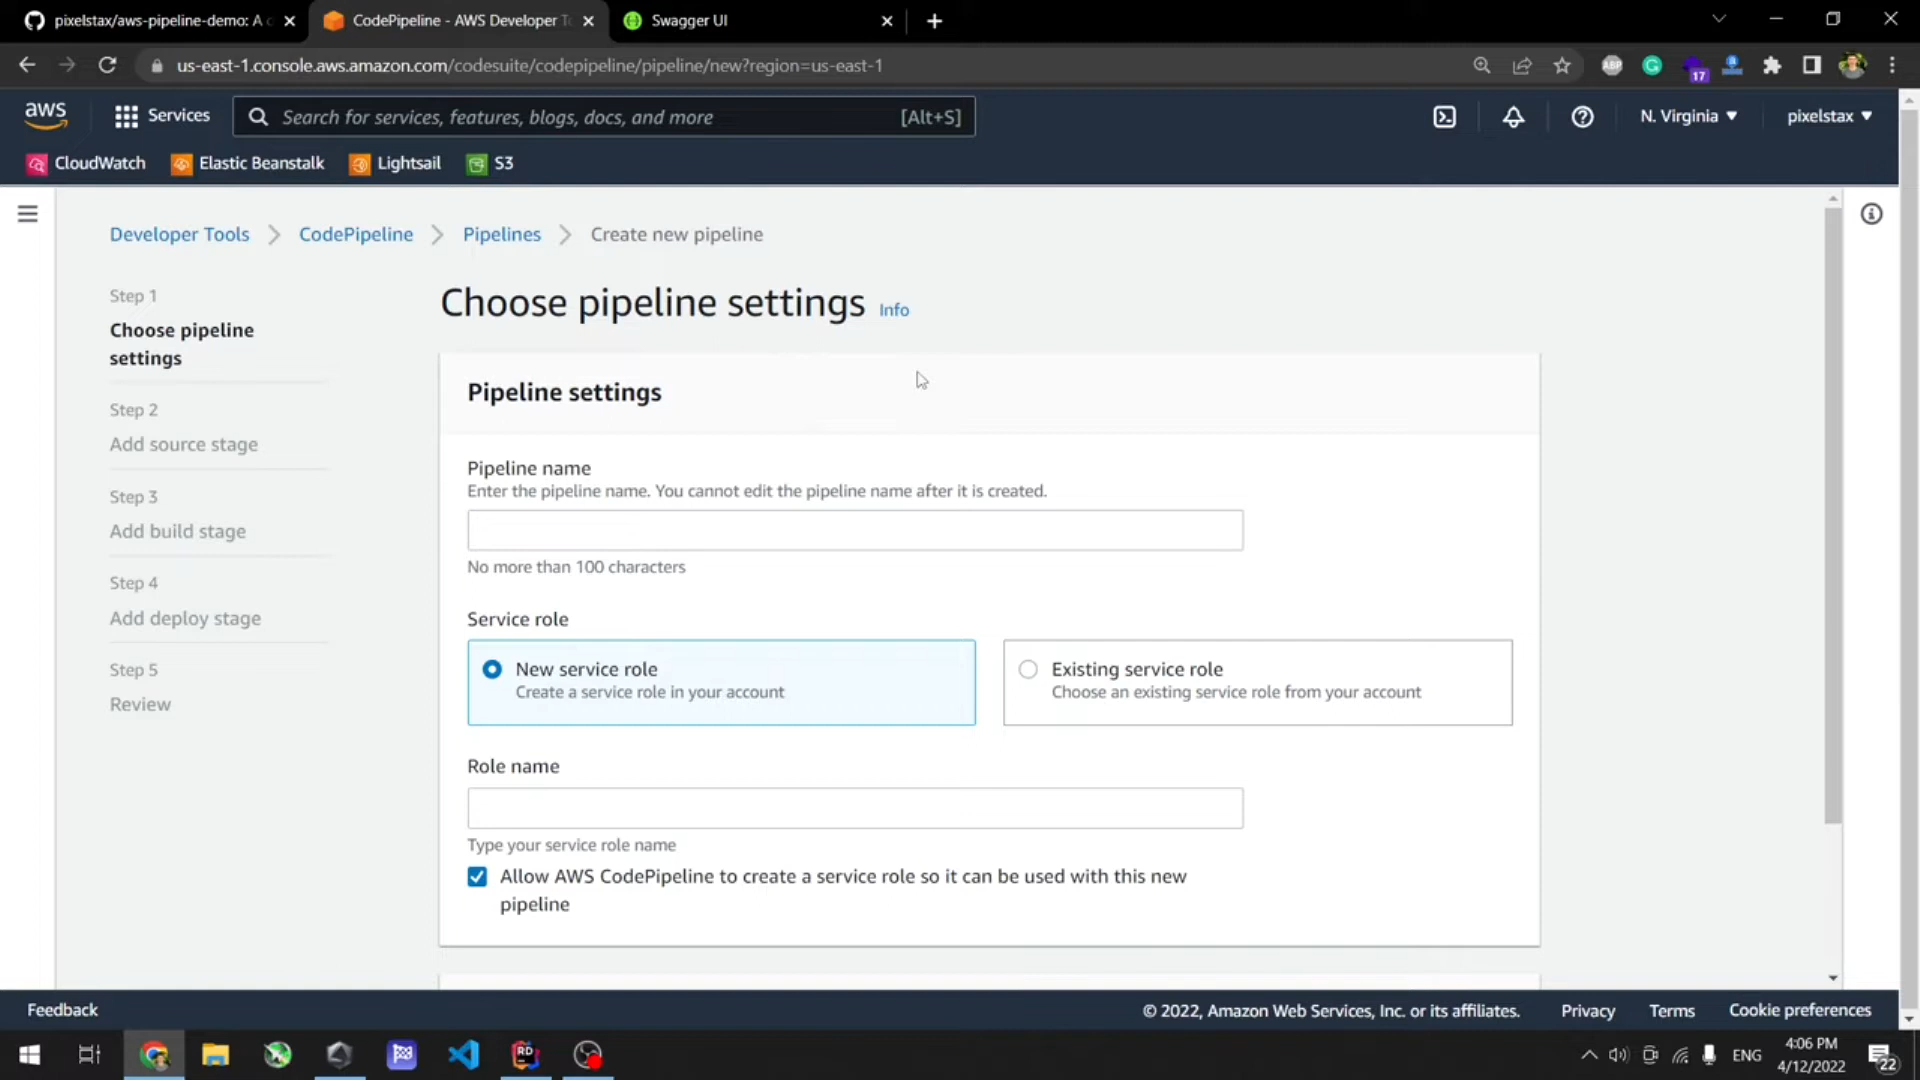 pixelstax/aws-pipeline-demo: A c
CodePipeline - AWS Developer To
Swagger UI
us-east-1.console.aws.amazon.com/codesuite/codepipeline/pipeline/new?region=us-east-1
ABP
17
aws
Services
Search for services, features, blogs, docs, and more
[Alt+S]
N. Virginia
pixelstax
CloudWatch
Elastic Beanstalk
Lightsail
S3
Developer Tools
CodePipeline
Pipelines
Create new pipeline
Step 1
Choose pipeline
settings
Step 2
Add source stage
Step 3
Add build stage
Step 4
Add deploy stage
Step 5
Review
Choose pipeline settings
Info
Pipeline settings
Pipeline name
Enter the pipeline name. You cannot edit the pipeline name after it is created.
No more than 100 characters
Service role
New service role
Create a service role in your account
Existing service role
Choose an existing service role from your account
Role name
Type your service role name
Allow AWS CodePipeline to create a service role so it can be used with this new
pipeline
Feedback
© 2022, Amazon Web Services, Inc. or its affiliates.
Privacy
Terms
Cookie preferences
RD
ENG
4:06 PM
4/12/2022
22